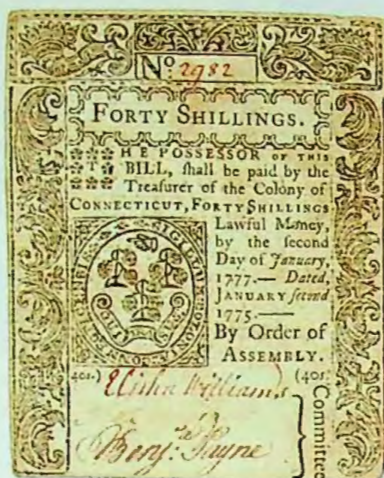 No. 2982
FORTY SHILLINGS.
THE POSSESSOR OF THIS
BILL, shall be paid by the
Treasurer of the Colony of
CONNECTICUT, FORTY SHILLINGS
Lawful Money,
by the second
Day of January,
1777.— Dated,
JANUARY second
1775.—
By Order of
ASSEMBLY.
40s.) (40s.
Elisha Williams
Benj.ⁿ Payne
Committee